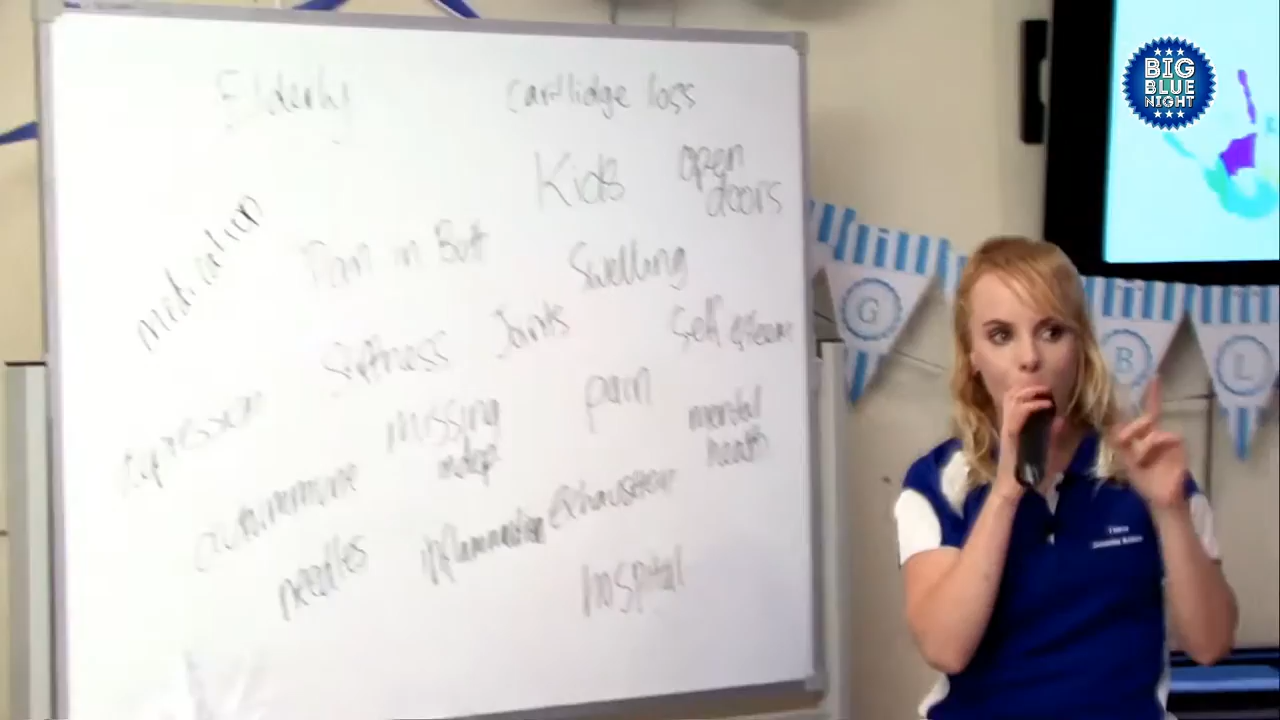 Elderly
cartlidge loss
BIG
BLUE
NIGHT
Kids
open
doors
medication
Pain in Butt
Swelling
Joints
Self esteem
G
B
L
pain
missing
indep
mental
health
depression
autoimmune
exhaustion
needles
inflammation
hospital